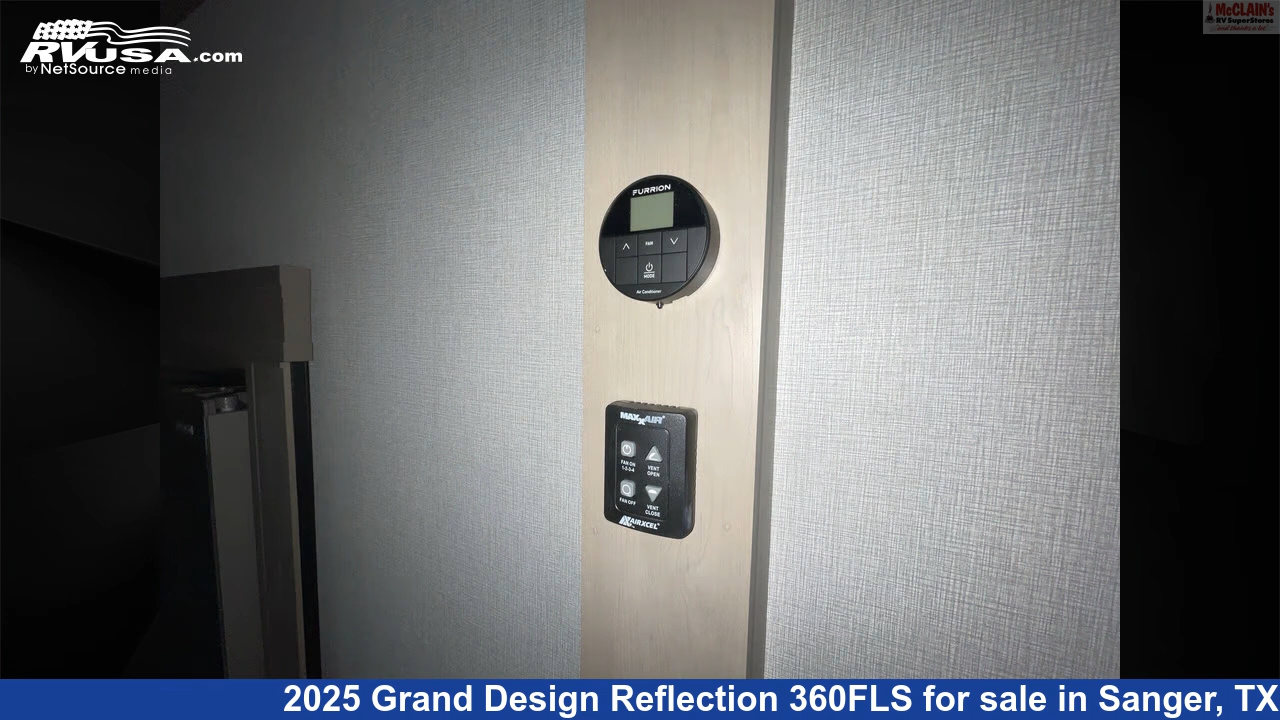 RVUSA.com
by NetSource media
McCLAIN's
RV SuperStores
FURRION
FAN
MODE
Air Conditioner
MAXXAIR
FAN ON
1-2-3-4
VENT
OPEN
FAN OFF
VENT
CLOSE
AIRXCEL
2025 Grand Design Reflection 360FLS for sale in Sanger, TX